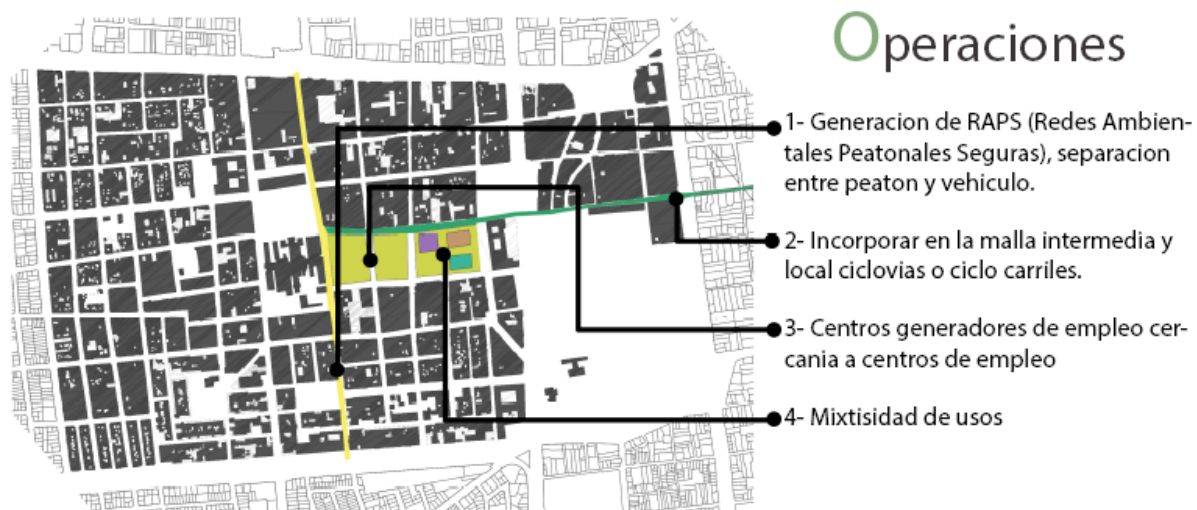 Operaciones
1- Generacion de RAPS (Redes Ambien-
tales Peatonales Seguras), separacion
entre peaton y vehiculo.
2- Incorporar en la malla intermedia y
local ciclovias o ciclo carriles.
3- Centros generadores de empleo cer-
cania a centros de empleo
4- Mixtisidad de usos